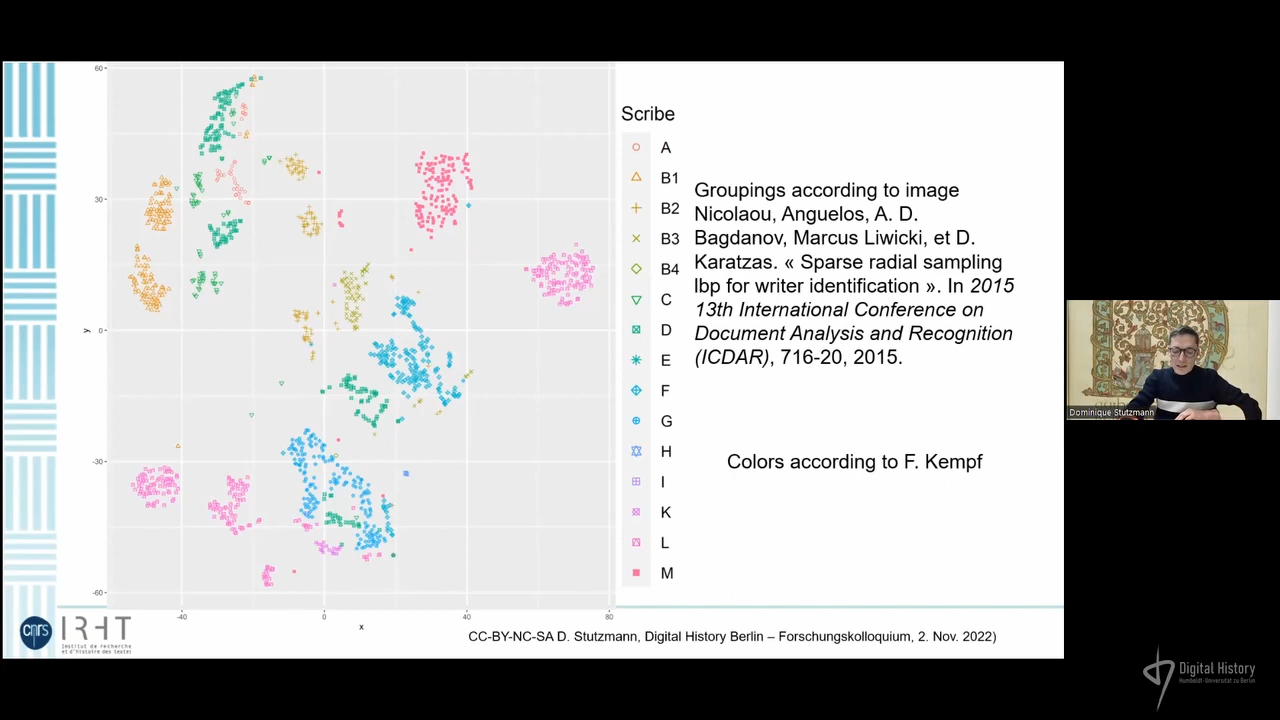 60
30
0
-30
-60
y
-40
0
40
80
x
Scribe
A
B1
B2
B3
B4
C
D
E
F
G
H
I
K
L
M
Groupings according to image
Nicolaou, Anguelos, A. D.
Bagdanov, Marcus Liwicki, et D.
Karatzas. « Sparse radial sampling
lbp for writer identification ». In 2015
13th International Conference on
Document Analysis and Recognition
(ICDAR), 716-20, 2015.
Colors according to F. Kempf
cnrs
IRHT
Institut de recherche
et d'histoire des textes
CC-BY-NC-SA D. Stutzmann, Digital History Berlin – Forschungskolloquium, 2. Nov. 2022)
Dominique Stutzmann
Digital History
Humboldt-Universität zu Berlin